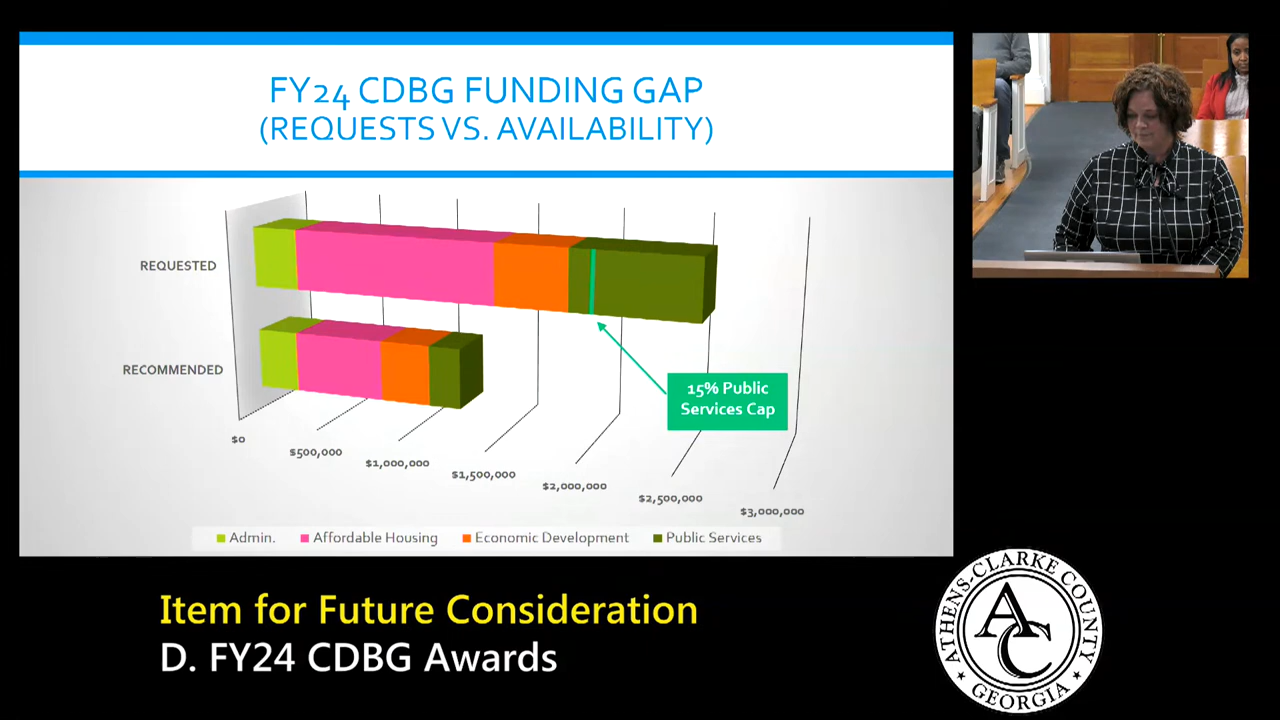 FY24 CDBG FUNDING GAP
(REQUESTS VS. AVAILABILITY)
REQUESTED
RECOMMENDED
15% Public
Services Cap
$0
$500,000
$1,000,000
$1,500,000
$2,000,000
$2,500,000
$3,000,000
Admin.
Affordable Housing
Economic Development
Public Services
Item for Future Consideration
D. FY24 CDBG Awards
ATHENS-CLARKE COUNTY
AC
GEORGIA